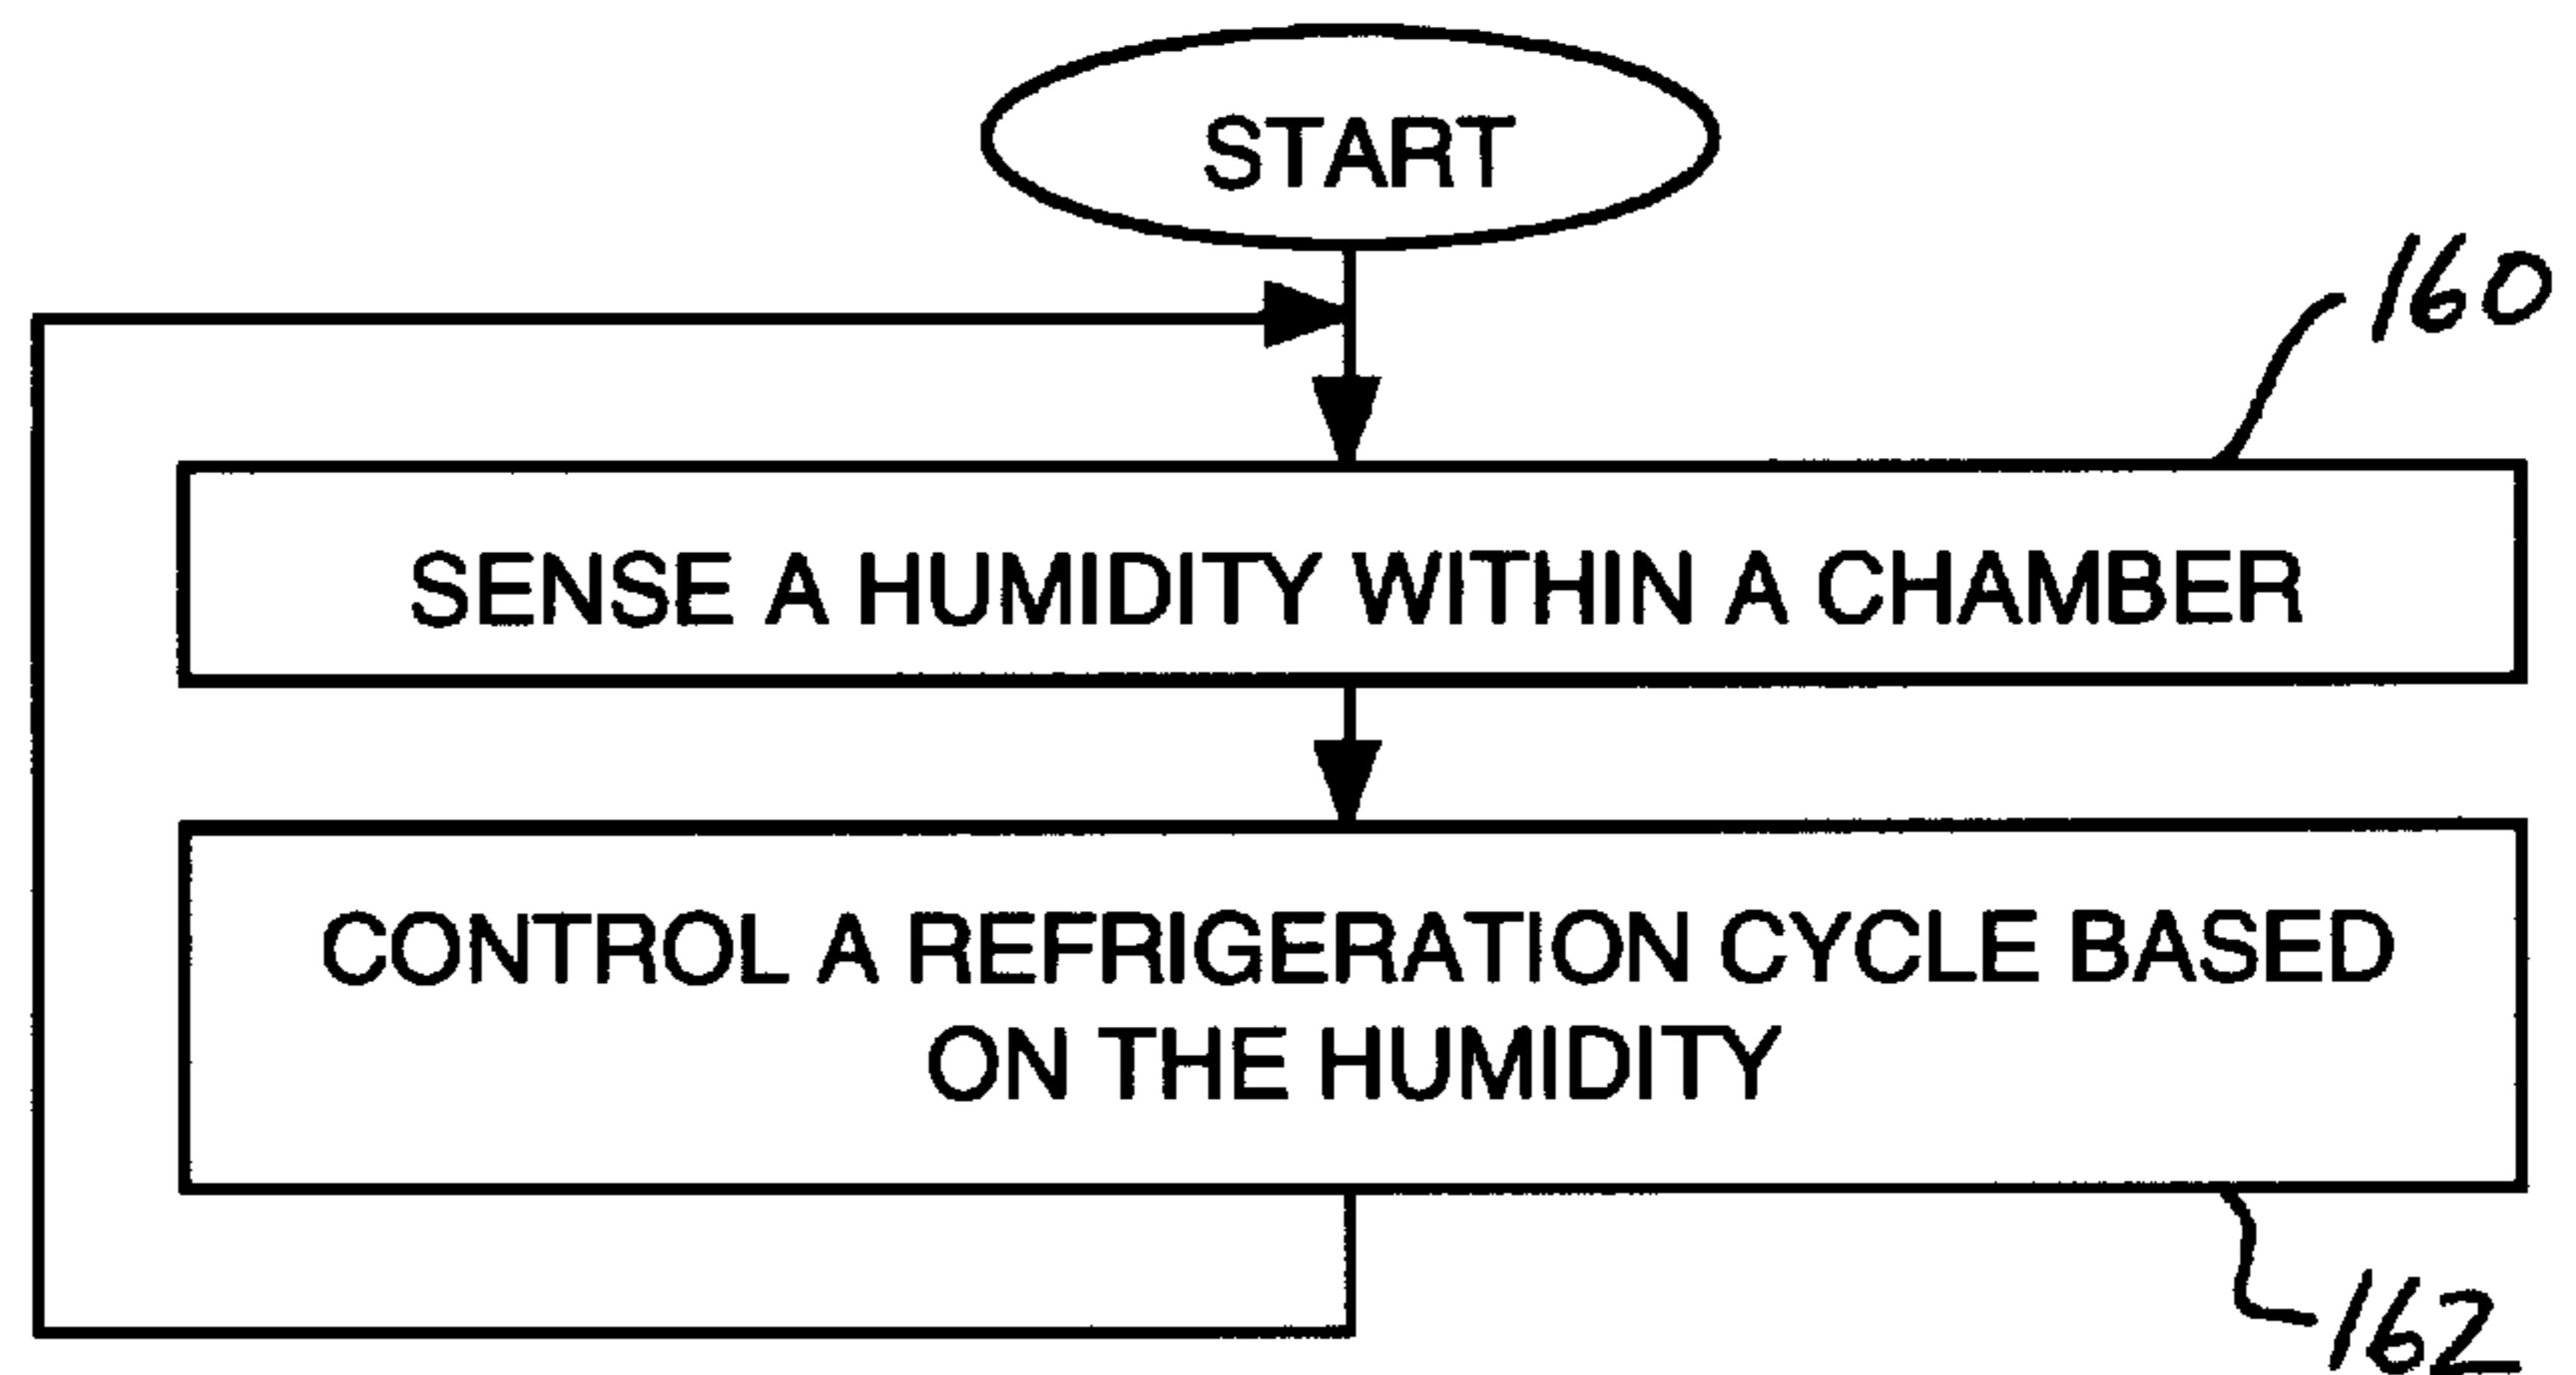 START
160
SENSE A HUMIDITY WITHIN A CHAMBER
CONTROL A REFRIGERATION CYCLE BASED
ON THE HUMIDITY
162